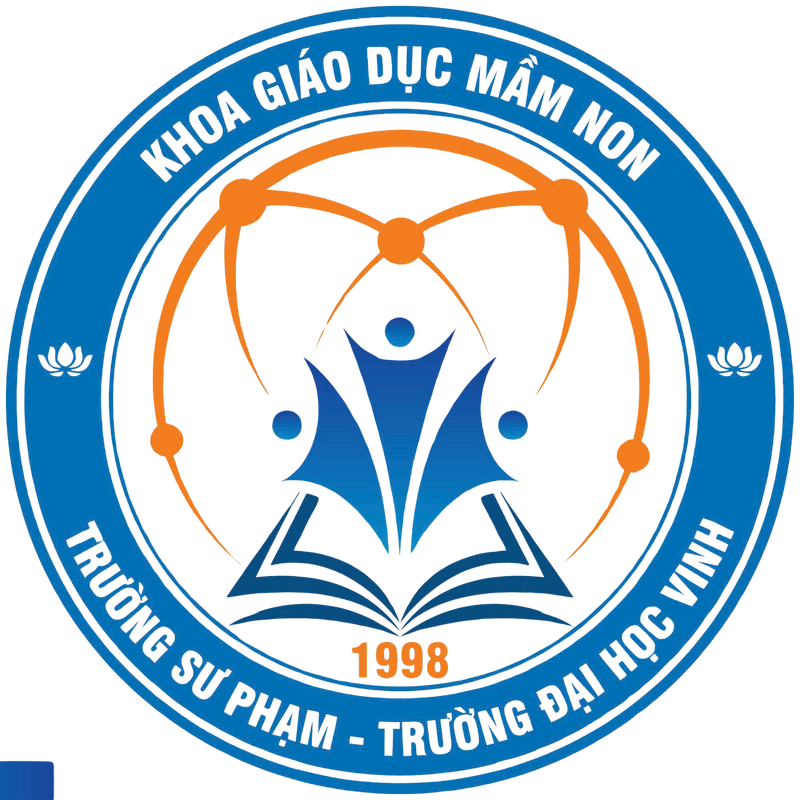 KHOA GIÁO DỤC MẦM NON
1998
TRƯỜNG SƯ PHẠM - TRƯỜNG ĐẠI HỌC VINH